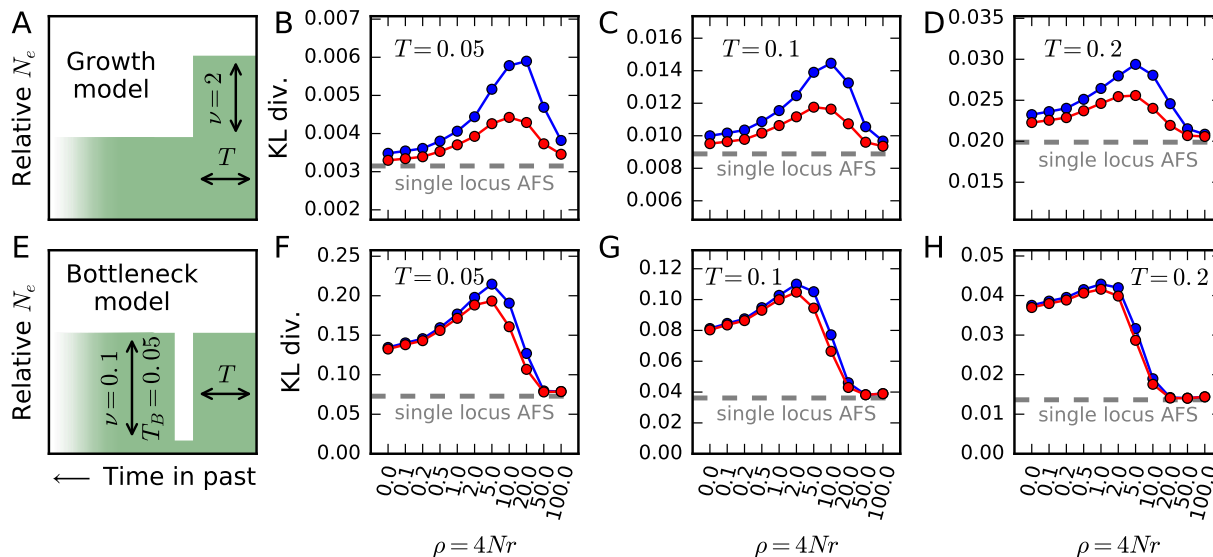 A
Relative N_e
Growth
model
ν = 2
T
B
KL div.
0.007
0.006
0.005
0.004
0.003
0.002
T = 0.05
single locus AFS
C
0.016
0.014
0.012
0.010
0.008
T = 0.1
single locus AFS
D
0.035
0.030
0.025
0.020
0.015
T = 0.2
single locus AFS
E
Relative N_e
Bottleneck
model
ν = 0.1
T_B = 0.05
T
← Time in past
F
KL div.
0.25
0.20
0.15
0.10
0.05
0.00
T = 0.05
single locus AFS
0.0 0.1 0.2 0.5 1.0 2.0 5.0 10.0 20.0 50.0 100.0
ρ = 4Nr
G
0.12
0.10
0.08
0.06
0.04
0.02
0.00
T = 0.1
single locus AFS
0.0 0.1 0.2 0.5 1.0 2.0 5.0 10.0 20.0 50.0 100.0
ρ = 4Nr
H
0.05
0.04
0.03
0.02
0.01
0.00
T = 0.2
single locus AFS
0.0 0.1 0.2 0.5 1.0 2.0 5.0 10.0 20.0 50.0 100.0
ρ = 4Nr